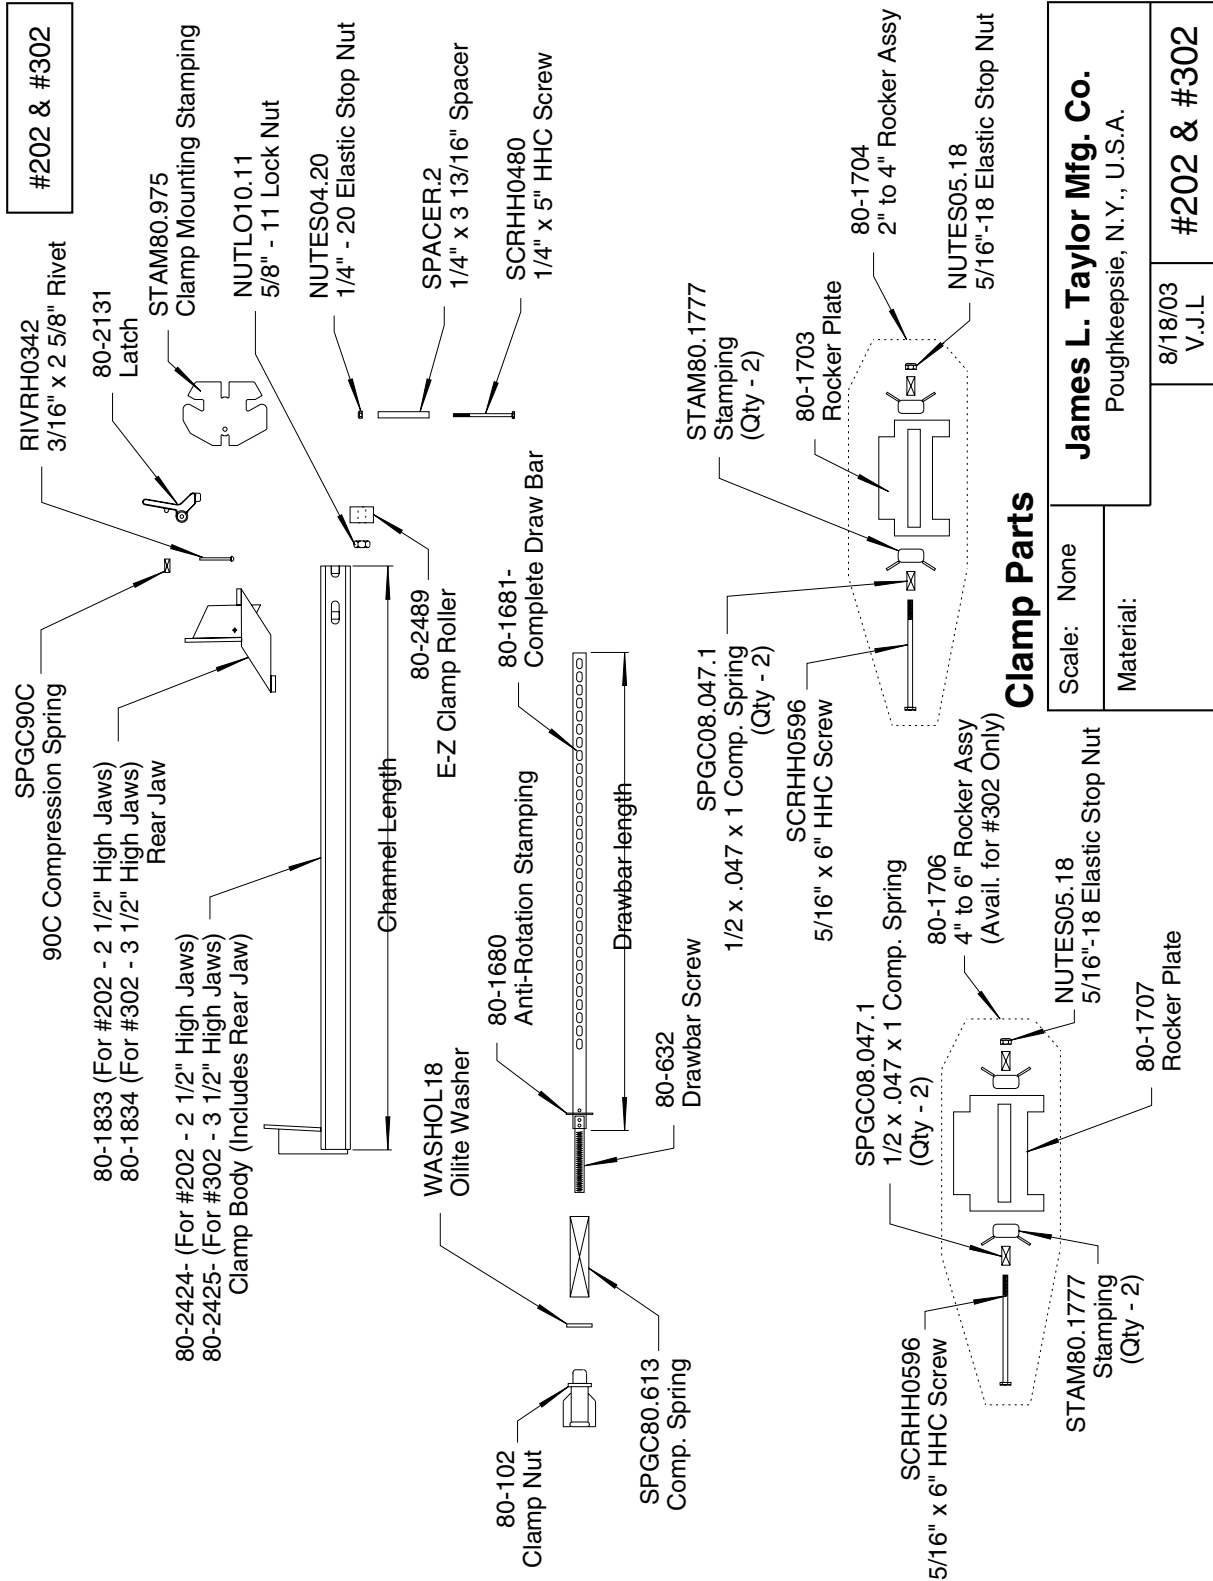 #202 & #302
SPGC90C
90C Compression Spring
RIVRH0342
3/16" x 2 5/8" Rivet
80-2131
Latch
STAM80.975
Clamp Mounting Stamping
80-1833 (For #202 - 2 1/2" High Jaws)
80-1834 (For #302 - 3 1/2" High Jaws)
Rear Jaw
NUTLO10.11
5/8" - 11 Lock Nut
80-2424- (For #202 - 2 1/2" High Jaws)
80-2425- (For #302 - 3 1/2" High Jaws)
Clamp Body (Includes Rear Jaw)
NUTES04.20
1/4" - 20 Elastic Stop Nut
Channel Length
SPACER.2
1/4" x 3 13/16" Spacer
80-2489
E-Z Clamp Roller
SCRHH0480
1/4" x 5" HHC Screw
WASHOL18
Oilite Washer
80-1680
Anti-Rotation Stamping
80-1681-
Complete Draw Bar
80-102
Clamp Nut
Drawbar length
SPGC80.613
Comp. Spring
80-632
Drawbar Screw
STAM80.1777
Stamping
(Qty - 2)
SPGC08.047.1
1/2 x .047 x 1 Comp. Spring
(Qty - 2)
80-1703
Rocker Plate
80-1704
2" to 4" Rocker Assy
SCRHH0596
5/16" x 6" HHC Screw
NUTES05.18
5/16"-18 Elastic Stop Nut
SPGC08.047.1
1/2 x .047 x 1 Comp. Spring
(Qty - 2)
80-1706
4" to 6" Rocker Assy
(Avail. for #302 Only)
SCRHH0596
5/16" x 6" HHC Screw
NUTES05.18
5/16"-18 Elastic Stop Nut
STAM80.1777
Stamping
(Qty - 2)
80-1707
Rocker Plate
Clamp Parts
Scale: None
Material:
James L. Taylor Mfg. Co.
Poughkeepsie, N.Y., U.S.A.
8/18/03
V.J.L
#202 & #302